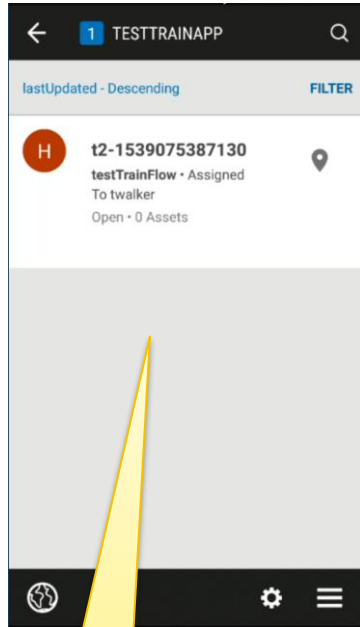 1 TESTTRAINAPP
lastUpdated - Descending FILTER
H t2-1539075387130
testTrainFlow • Assigned
To twalker
Open • 0 Assets